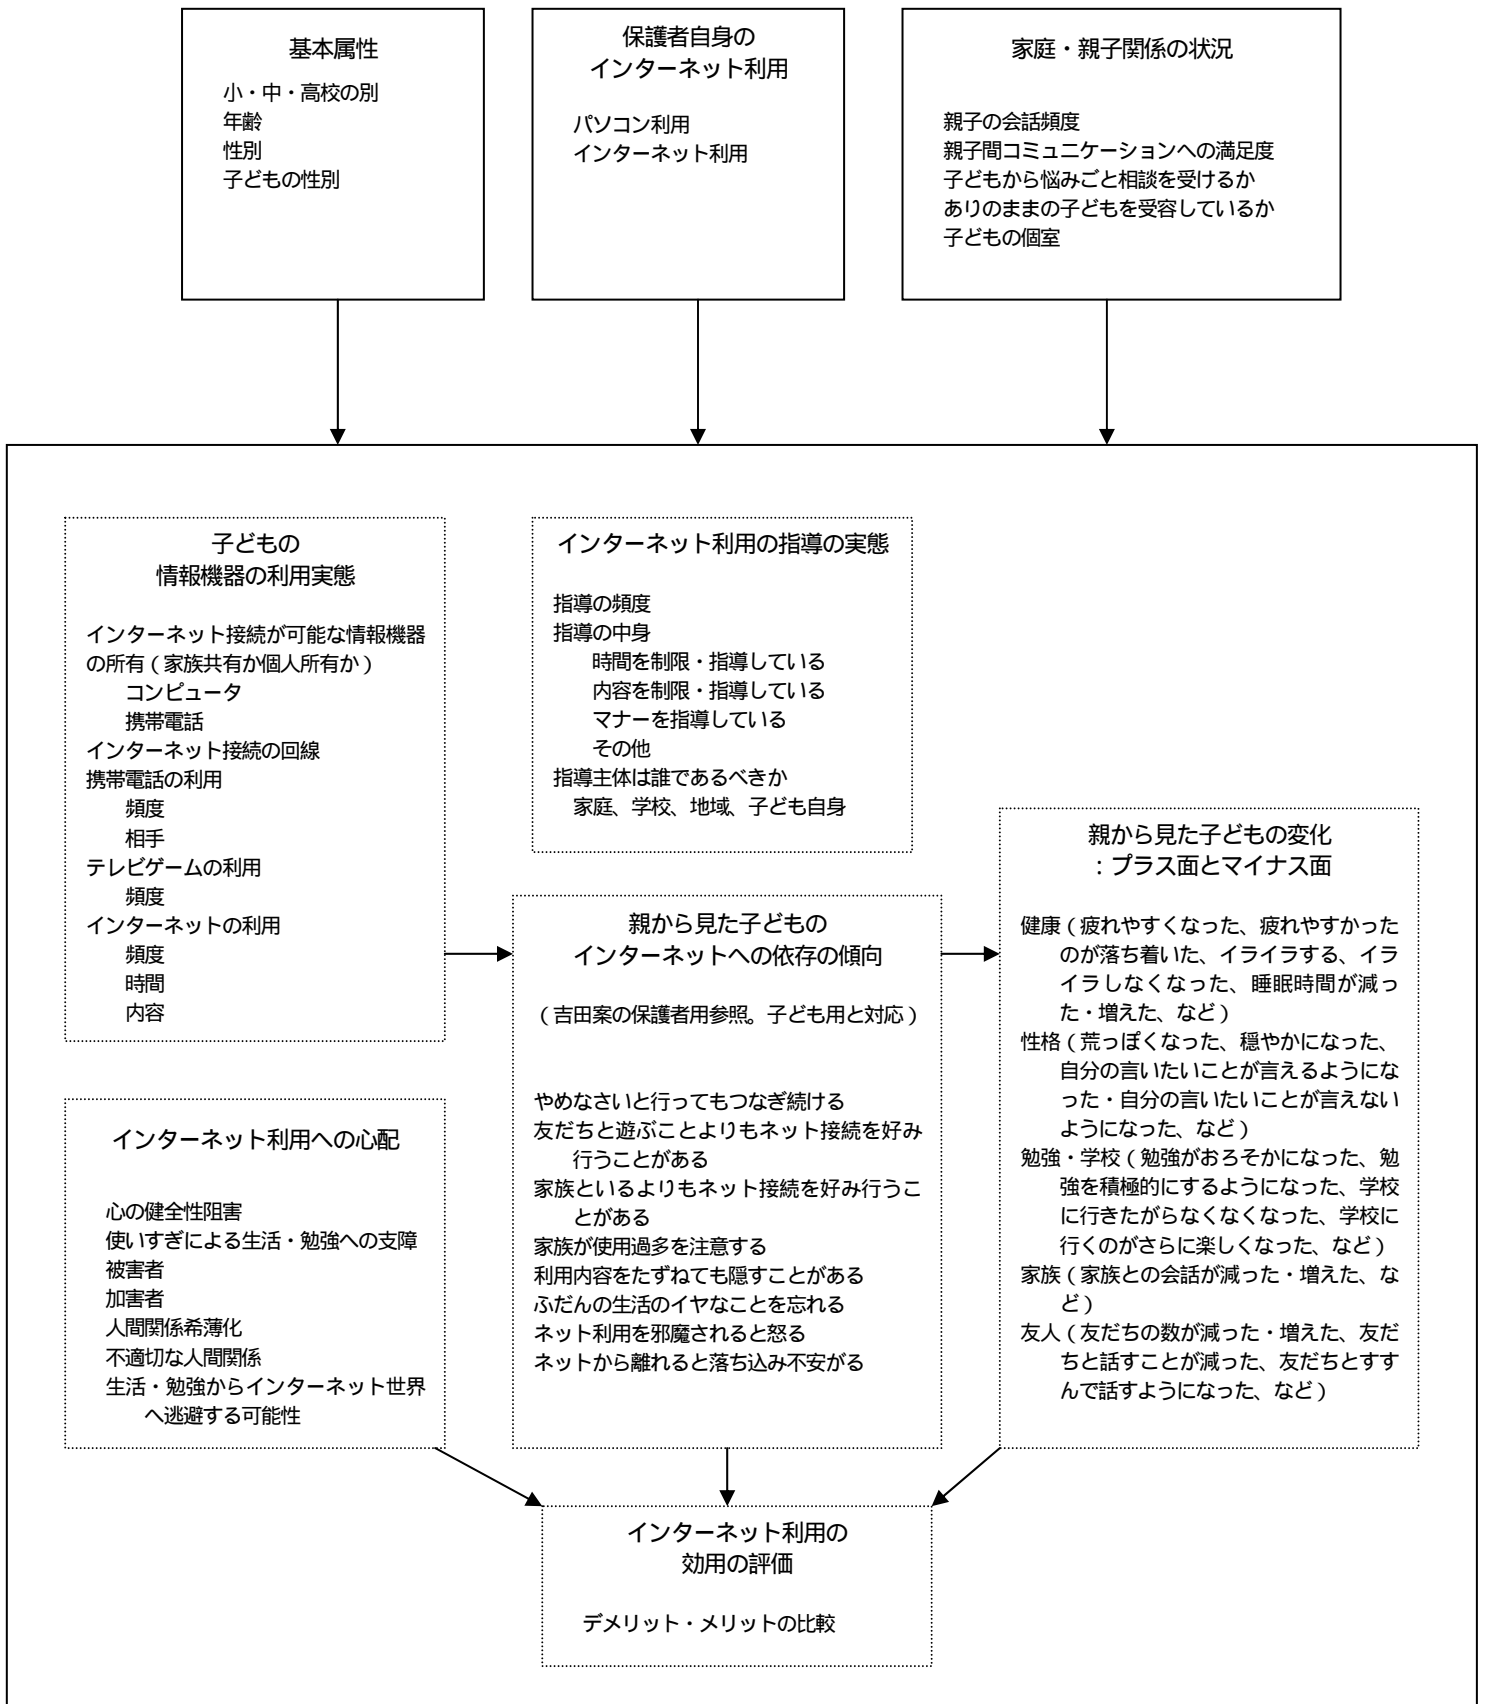 基本属性
小・中・高校の別
年齢
性別
子どもの性別
保護者自身の
インターネット利用
パソコン利用
インターネット利用
家庭・親子関係の状況
親子の会話頻度
親子間コミュニケーションへの満足度
子どもから悩みごと相談を受けるか
ありのままの子どもを受容しているか
子どもの個室
子どもの
情報機器の利用実態
インターネット接続が可能な情報機器
の所有（家族共有か個人所有か）
コンピュータ
携帯電話
インターネット接続の回線
携帯電話の利用
頻度
相手
テレビゲームの利用
頻度
インターネットの利用
頻度
時間
内容
インターネット利用の指導の実態
指導の頻度
指導の中身
時間を制限・指導している
内容を制限・指導している
マナーを指導している
その他
指導主体は誰であるべきか
家庭、学校、地域、子ども自身
インターネット利用への心配
心の健全性阻害
使いすぎによる生活・勉強への支障
被害者
加害者
人間関係希薄化
不適切な人間関係
生活・勉強からインターネット世界
へ逃避する可能性
親から見た子どもの
インターネットへの依存の傾向
（吉田案の保護者用参照。子ども用と対応）
やめなさいと行ってもつなぎ続ける
友だちと遊ぶことよりもネット接続を好み
行うことがある
家族といるよりもネット接続を好み行うこ
とがある
家族が使用過多を注意する
利用内容をたずねても隠すことがある
ふだんの生活のイヤなことを忘れる
ネット利用を邪魔されると怒る
ネットから離れると落ち込み不安がる
親から見た子どもの変化
：プラス面とマイナス面
健康（疲れやすくなった、疲れやすかった
のが落ち着いた、イライラする、イラ
イラしなくなった、睡眠時間が減っ
た・増えた、など）
性格（荒っぽくなった、穏やかになった、
自分の言いたいことが言えるようにな
った・自分の言いたいことが言えない
ようになった、など）
勉強・学校（勉強がおろそかになった、勉
強を積極的にするようになった、学校
に行きたがらなくなくなった、学校に
行くのがさらに楽しくなった、など）
家族（家族との会話が減った・増えた、な
ど）
友人（友だちの数が減った・増えた、友だ
ちと話すことが減った、友だちとすす
んで話すようになった、など）
インターネット利用の
効用の評価
デメリット・メリットの比較